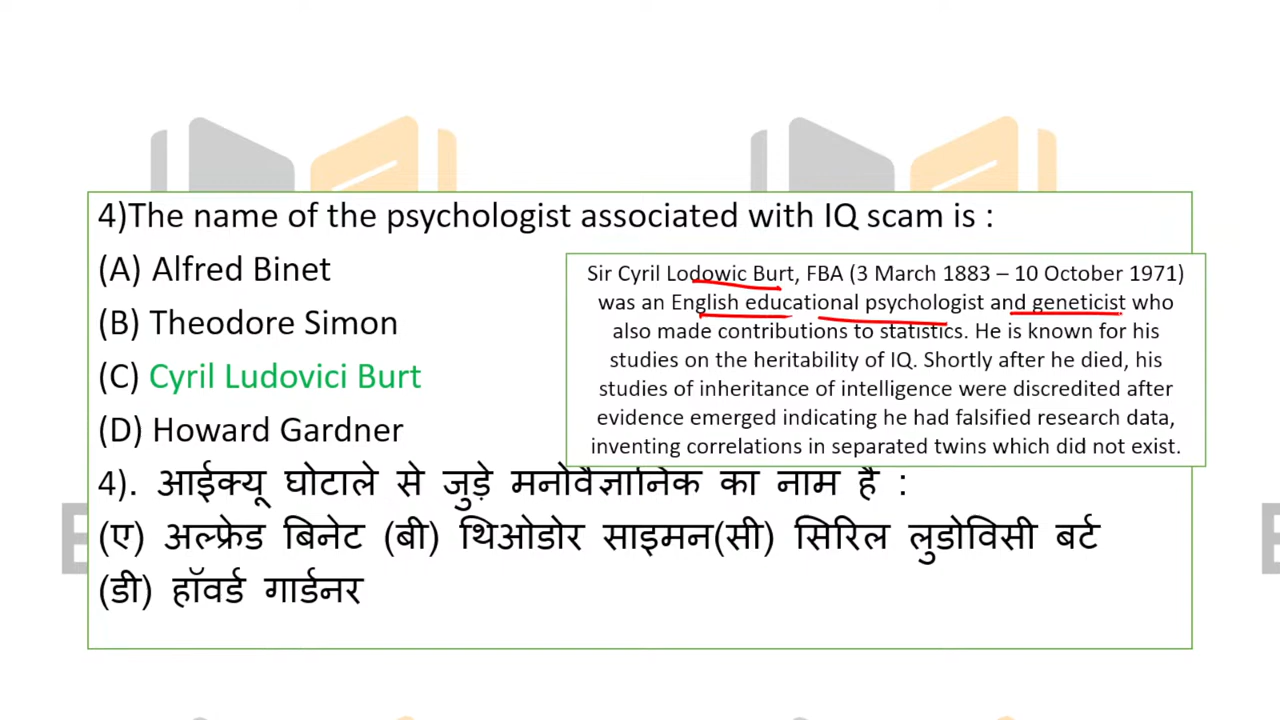 4)The name of the psychologist associated with IQ scam is :
(A) Alfred Binet
(B) Theodore Simon
(C) Cyril Ludovici Burt
(D) Howard Gardner
Sir Cyril Lodowic Burt, FBA (3 March 1883 – 10 October 1971)
was an English educational psychologist and geneticist who
also made contributions to statistics. He is known for his
studies on the heritability of IQ. Shortly after he died, his
studies of inheritance of intelligence were discredited after
evidence emerged indicating he had falsified research data,
inventing correlations in separated twins which did not exist.
4). आईक्यू घोटाले से जुड़े मनोवैज्ञानिक का नाम है :
(ए) अल्फ्रेड बिनेट (बी) थिओडोर साइमन(सी) सिरिल लुडोविसी बर्ट
(डी) हॉवर्ड गार्डनर